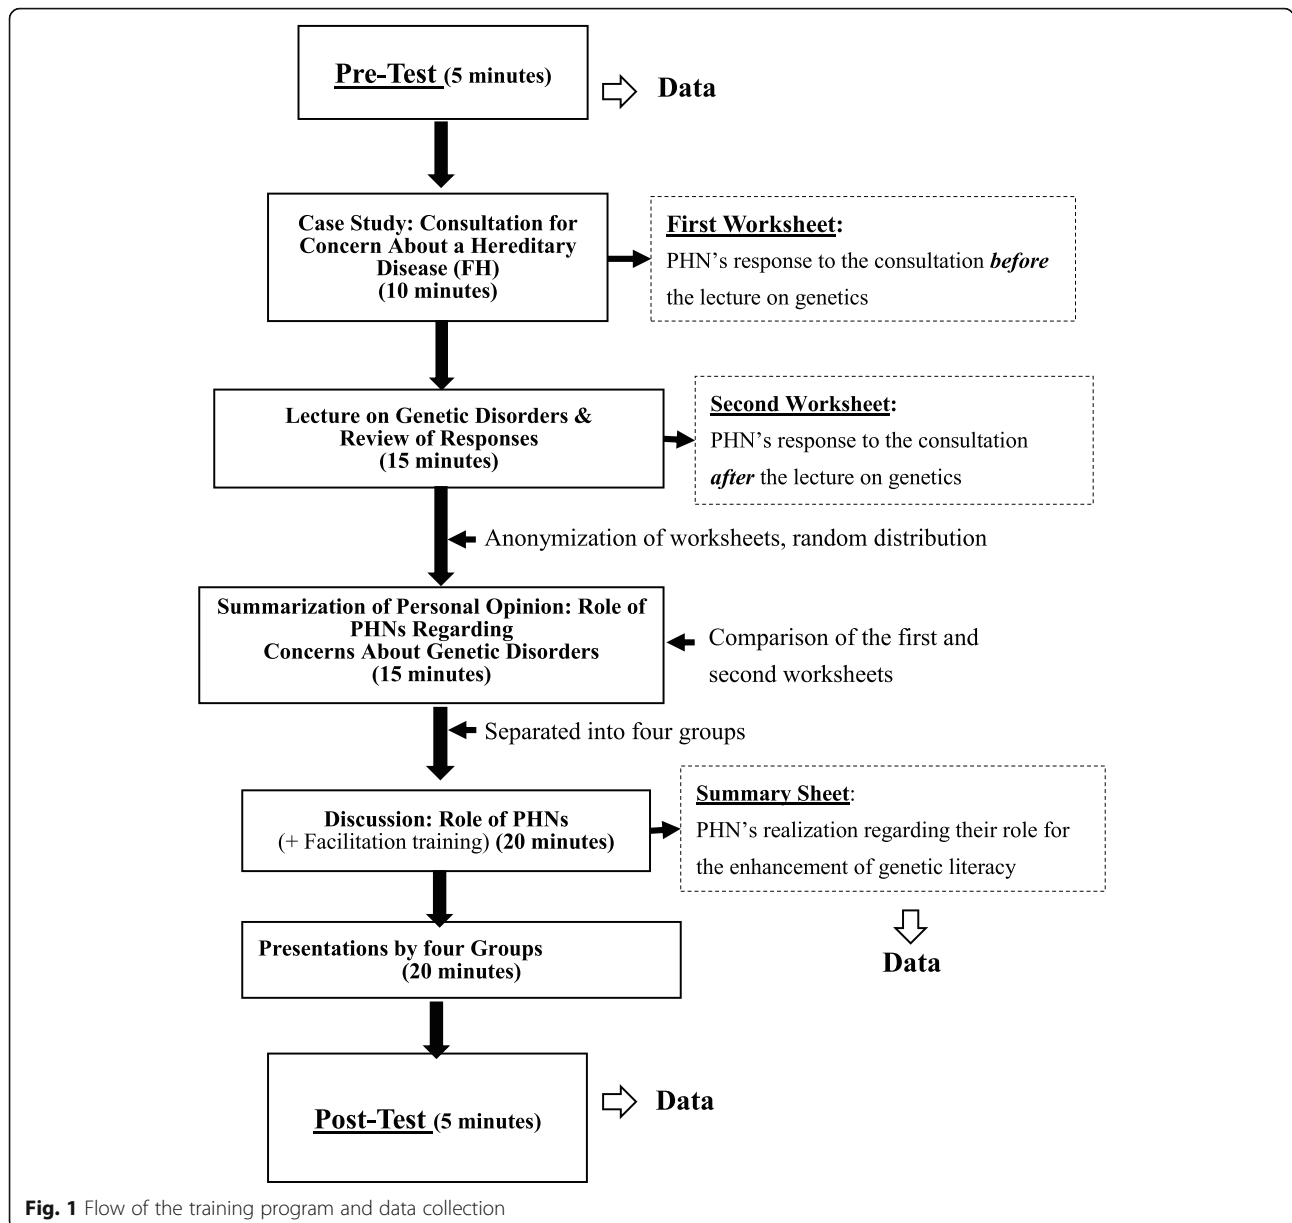 Pre-Test (5 minutes)
Data
Case Study: Consultation for
Concern About a Hereditary
Disease (FH)
(10 minutes)
First Worksheet:
PHN's response to the consultation before
the lecture on genetics
Lecture on Genetic Disorders &
Review of Responses
(15 minutes)
Second Worksheet:
PHN's response to the consultation
after the lecture on genetics
Anonymization of worksheets, random distribution
Summarization of Personal Opinion: Role of
PHNs Regarding
Concerns About Genetic Disorders
(15 minutes)
Comparison of the first and
second worksheets
Separated into four groups
Discussion: Role of PHNs
(+ Facilitation training) (20 minutes)
Summary Sheet:
PHN's realization regarding their role for
the enhancement of genetic literacy
Data
Presentations by four Groups
(20 minutes)
Post-Test (5 minutes)
Data
Fig. 1 Flow of the training program and data collection